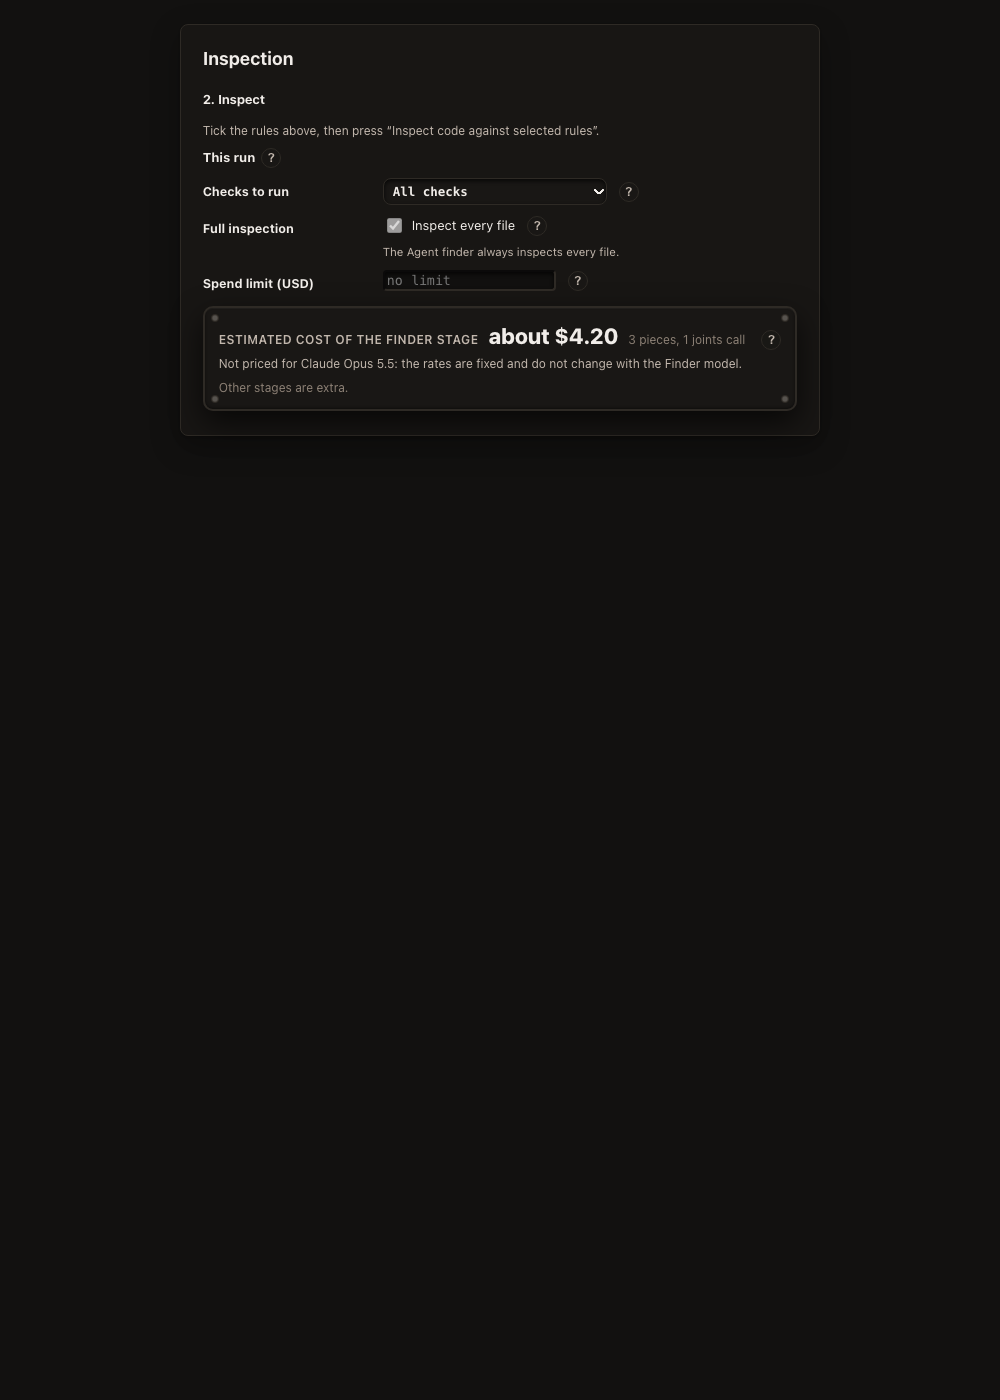 Inspection
2. Inspect
Tick the rules above, then press “Inspect code against selected rules”.
This run ?
Checks to run All checks ?
Full inspection Inspect every file ?
The Agent finder always inspects every file.
Spend limit (USD) no limit ?
ESTIMATED COST OF THE FINDER STAGE about $4.20 3 pieces, 1 joints call ?
Not priced for Claude Opus 5.5: the rates are fixed and do not change with the Finder model.
Other stages are extra.